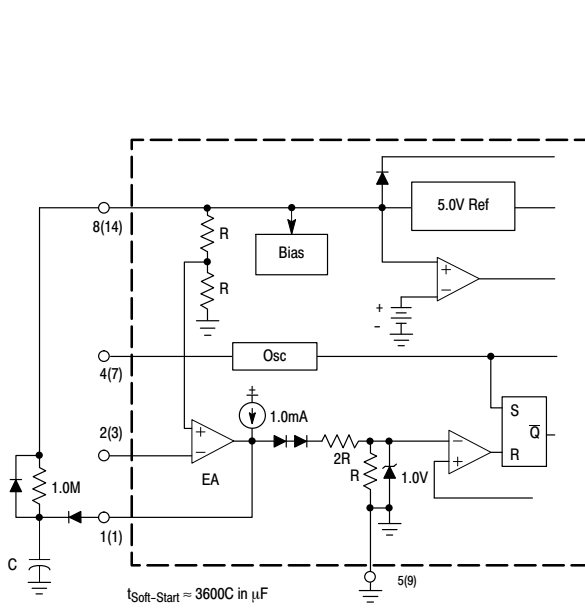 8(14)
R
R
Bias
5.0V Ref
+
−
+
−
4(7)
Osc
2(3)
+
−
EA
+
1.0mA
2R
R
1.0V
−
+
S
Q̅
R
1.0M
1(1)
C
5(9)
tSoft-Start ≈ 3600C in µF